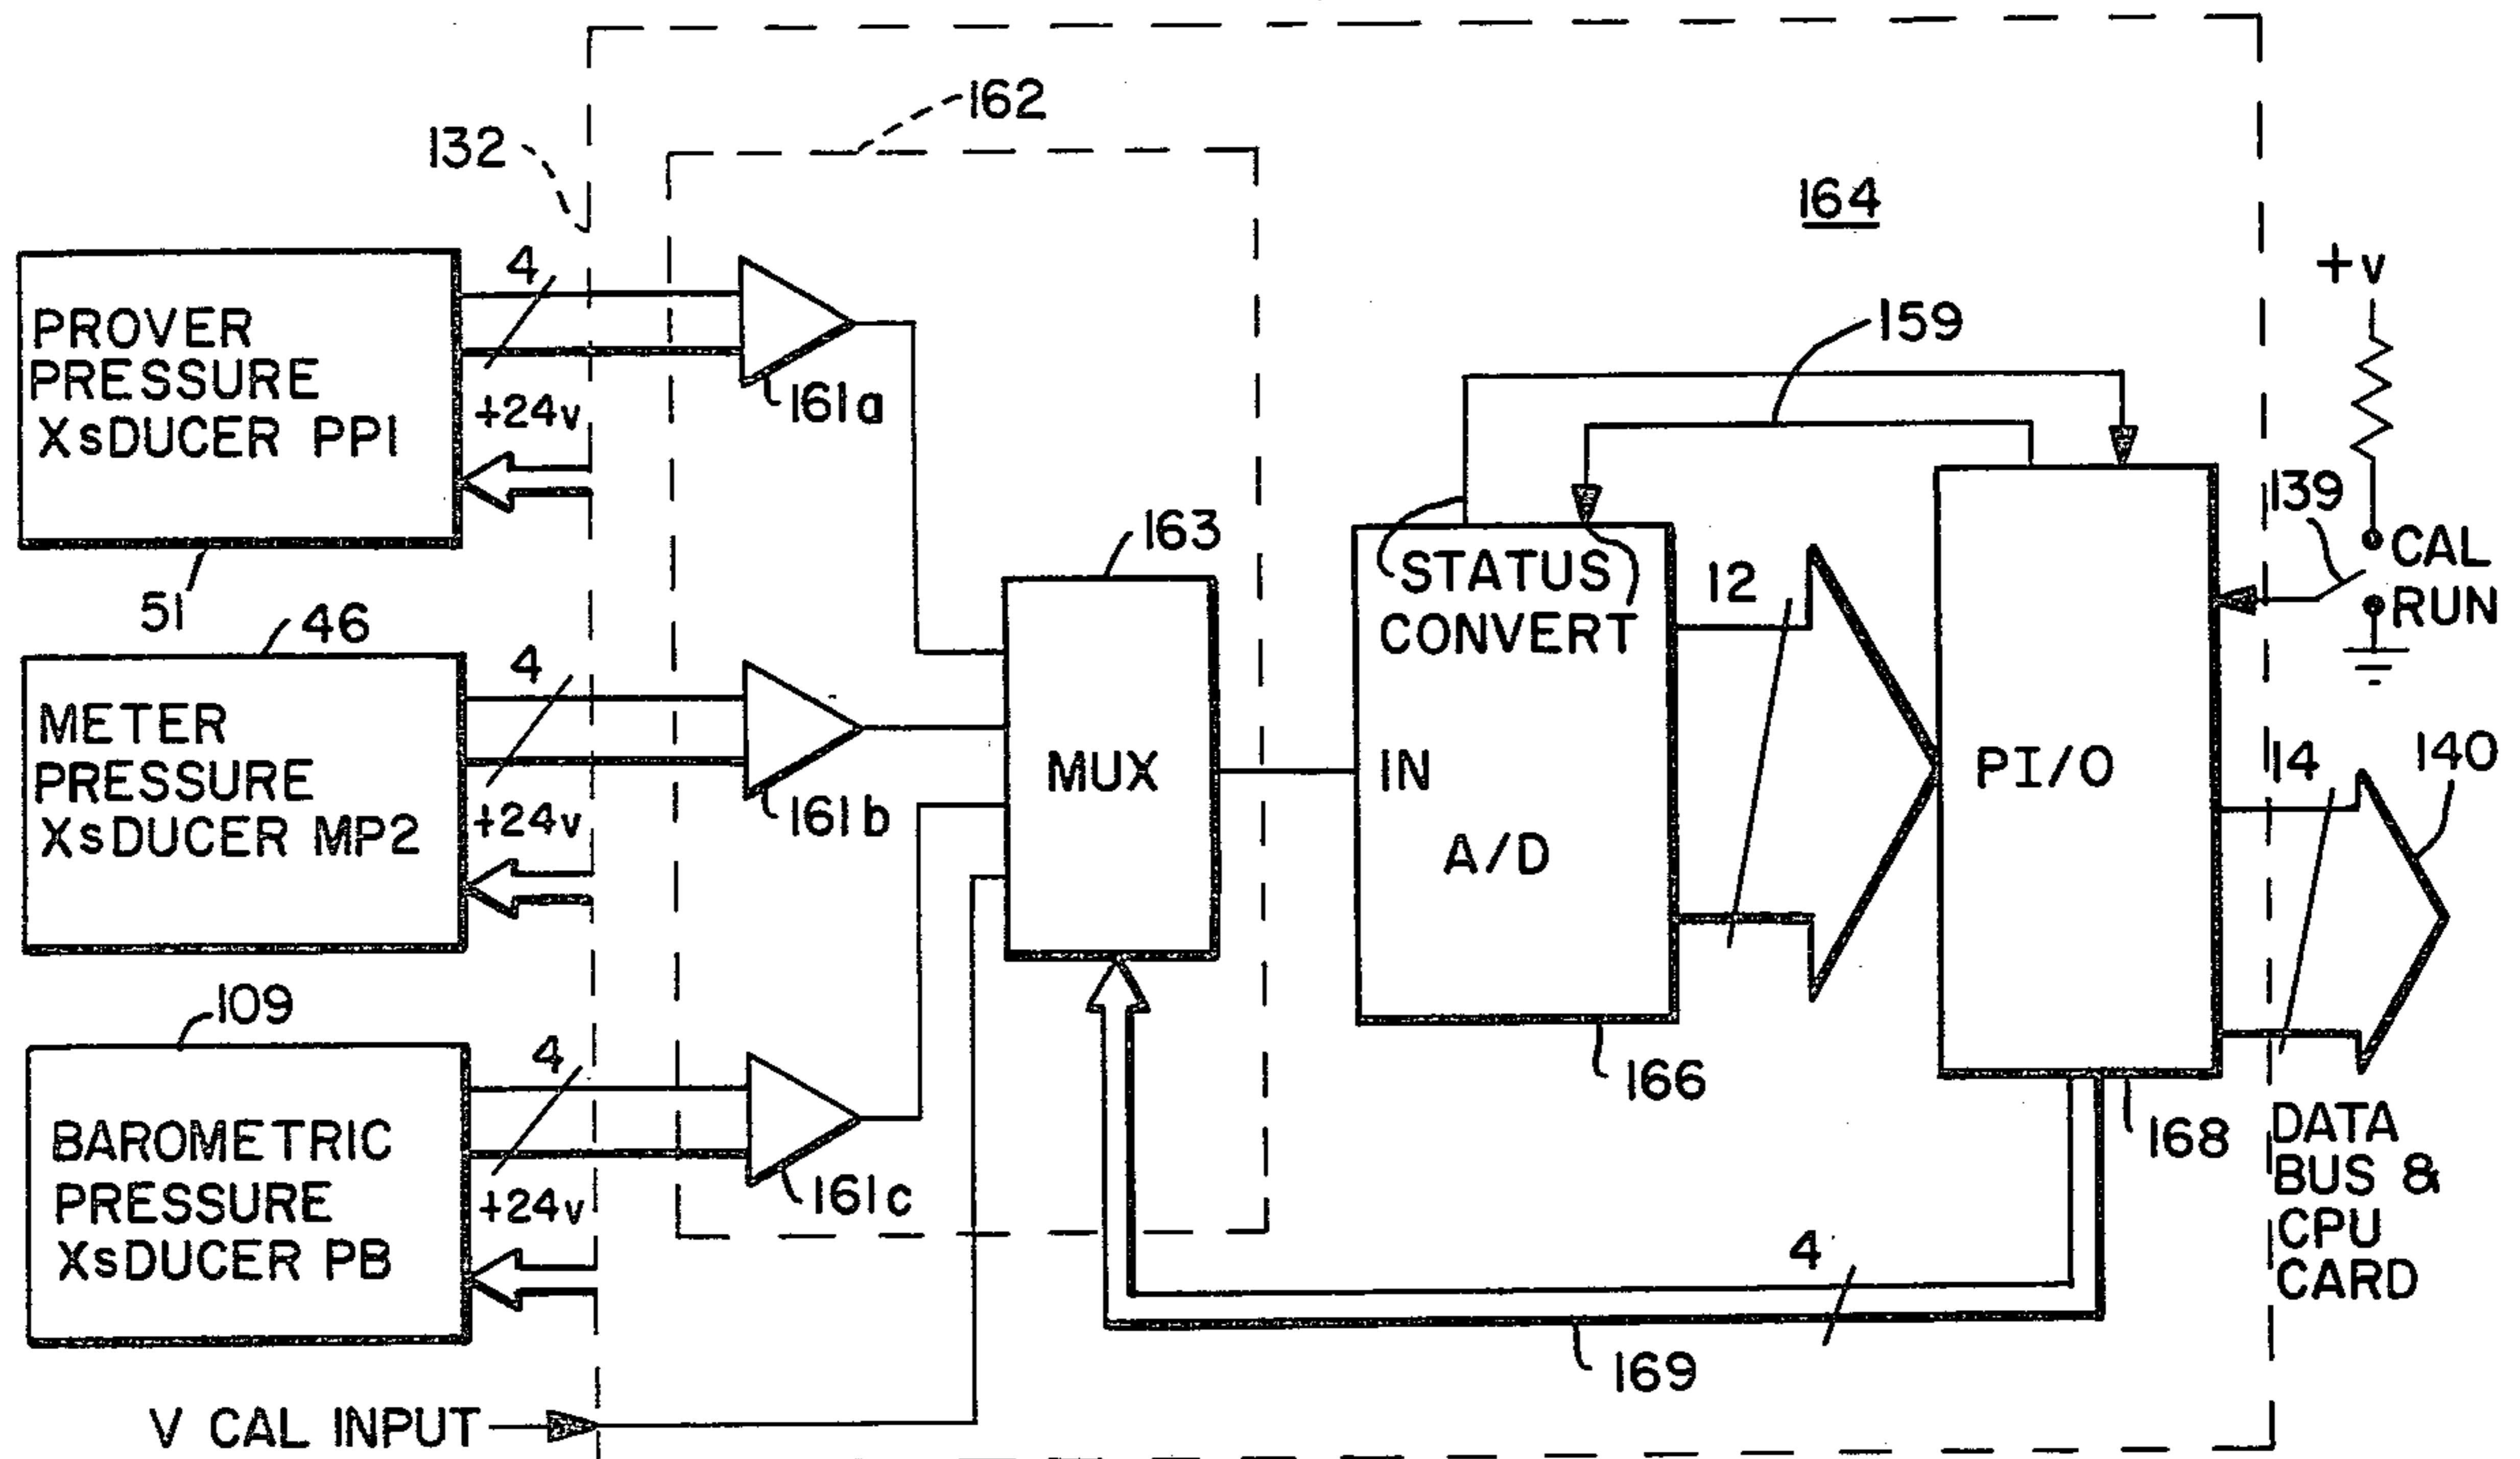 132
162
164
+v
4
PROVER
PRESSURE
XsDUCER PP1
+24v
51
161a
159
139
CAL
RUN
46
4
METER
PRESSURE
XsDUCER MP2
+24v
161b
163
MUX
STATUS
CONVERT
IN
A/D
12
166
PI/O
14
140
109
4
BAROMETRIC
PRESSURE
XsDUCER PB
+24v
161c
168
DATA
BUS &
CPU
CARD
4
169
V CAL INPUT